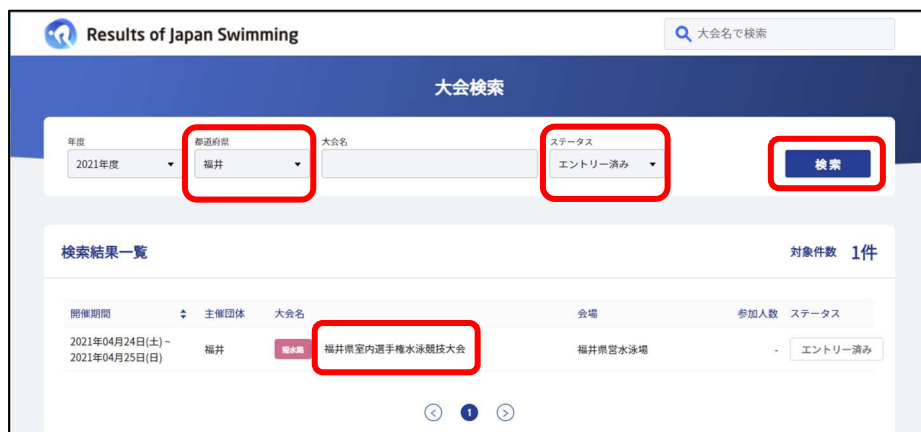 Results of Japan Swimming
大会名で検索
大会検索
年度 都道府県 大会名 ステータス
2021年度 福井 エントリー済み 検索
検索結果一覧 対象件数 1件
開催期間 主催団体 大会名 会場 参加人数 ステータス
2021年04月24日(土) ~
2021年04月25日(日)
福井 短水路 福井県室内選手権水泳競技大会 福井県営水泳場 - エントリー済み
1